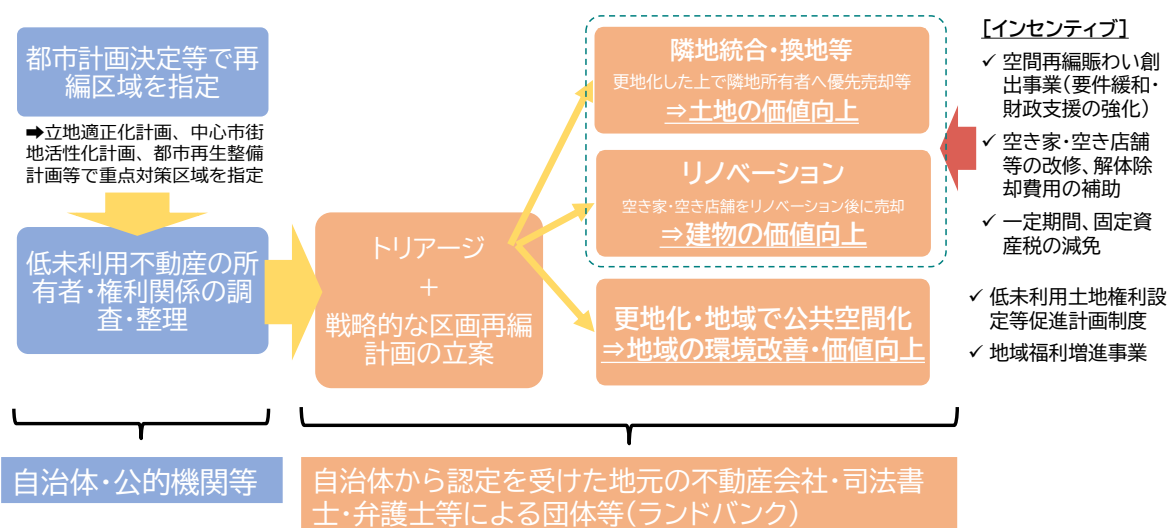 都市計画決定等で再
編区域を指定
➡立地適正化計画、中心市街
地活性化計画、都市再生整備
計画等で重点対策区域を指定
低未利用不動産の所
有者・権利関係の調
査・整理
トリアージ
+
戦略的な区画再編
計画の立案
隣地統合・換地等
更地化した上で隣地所有者へ優先売却等
⇒土地の価値向上
リノベーション
空き家・空き店舗をリノベーション後に売却
⇒建物の価値向上
更地化・地域で公共空間化
⇒地域の環境改善・価値向上
[インセンティブ]
✓ 空間再編賑わい創
出事業(要件緩和・
財政支援の強化)
✓ 空き家・空き店舗
等の改修、解体除
却費用の補助
✓ 一定期間、固定資
産税の減免
✓ 低未利用土地権利設
定等促進計画制度
✓ 地域福利増進事業
自治体・公的機関等
自治体から認定を受けた地元の不動産会社・司法書
士・弁護士等による団体等(ランドバンク)